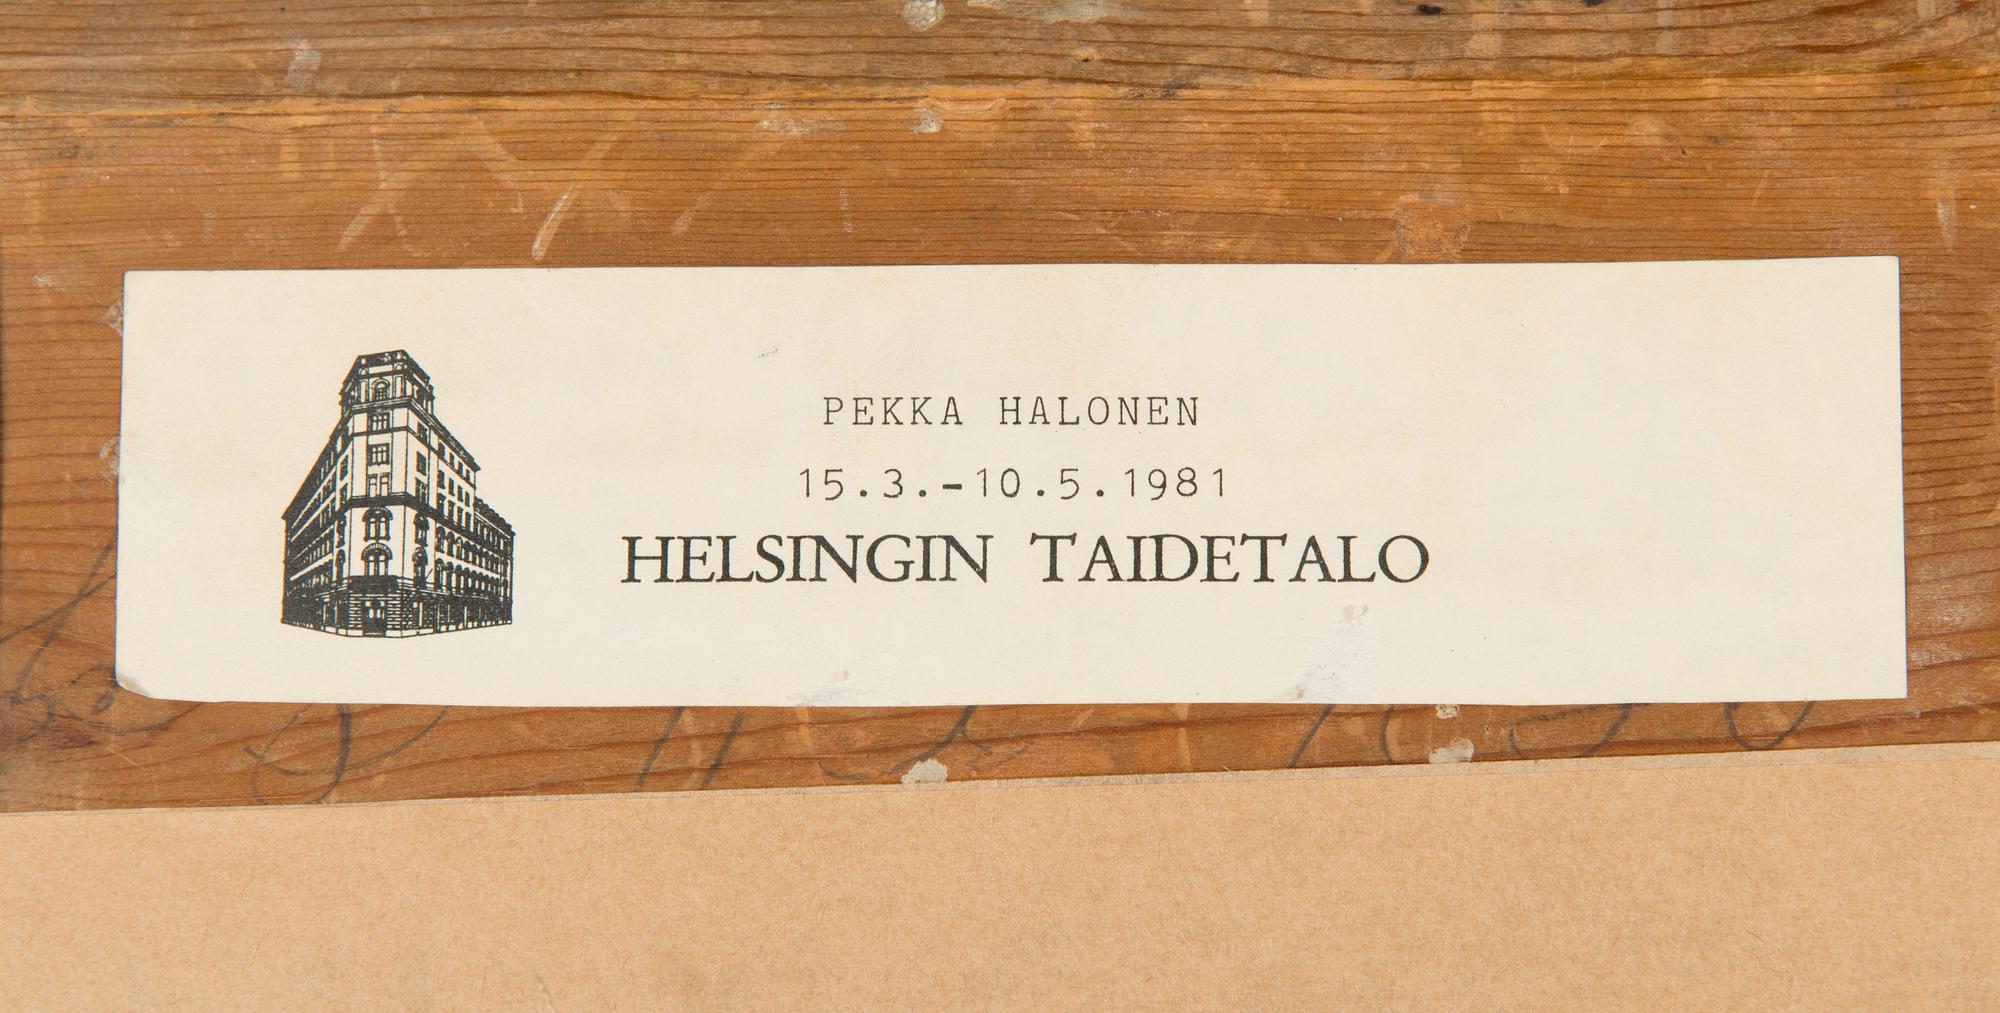 PEKKA HALONEN
15.3.-10.5.1981
HELSINGIN TAIDETALO